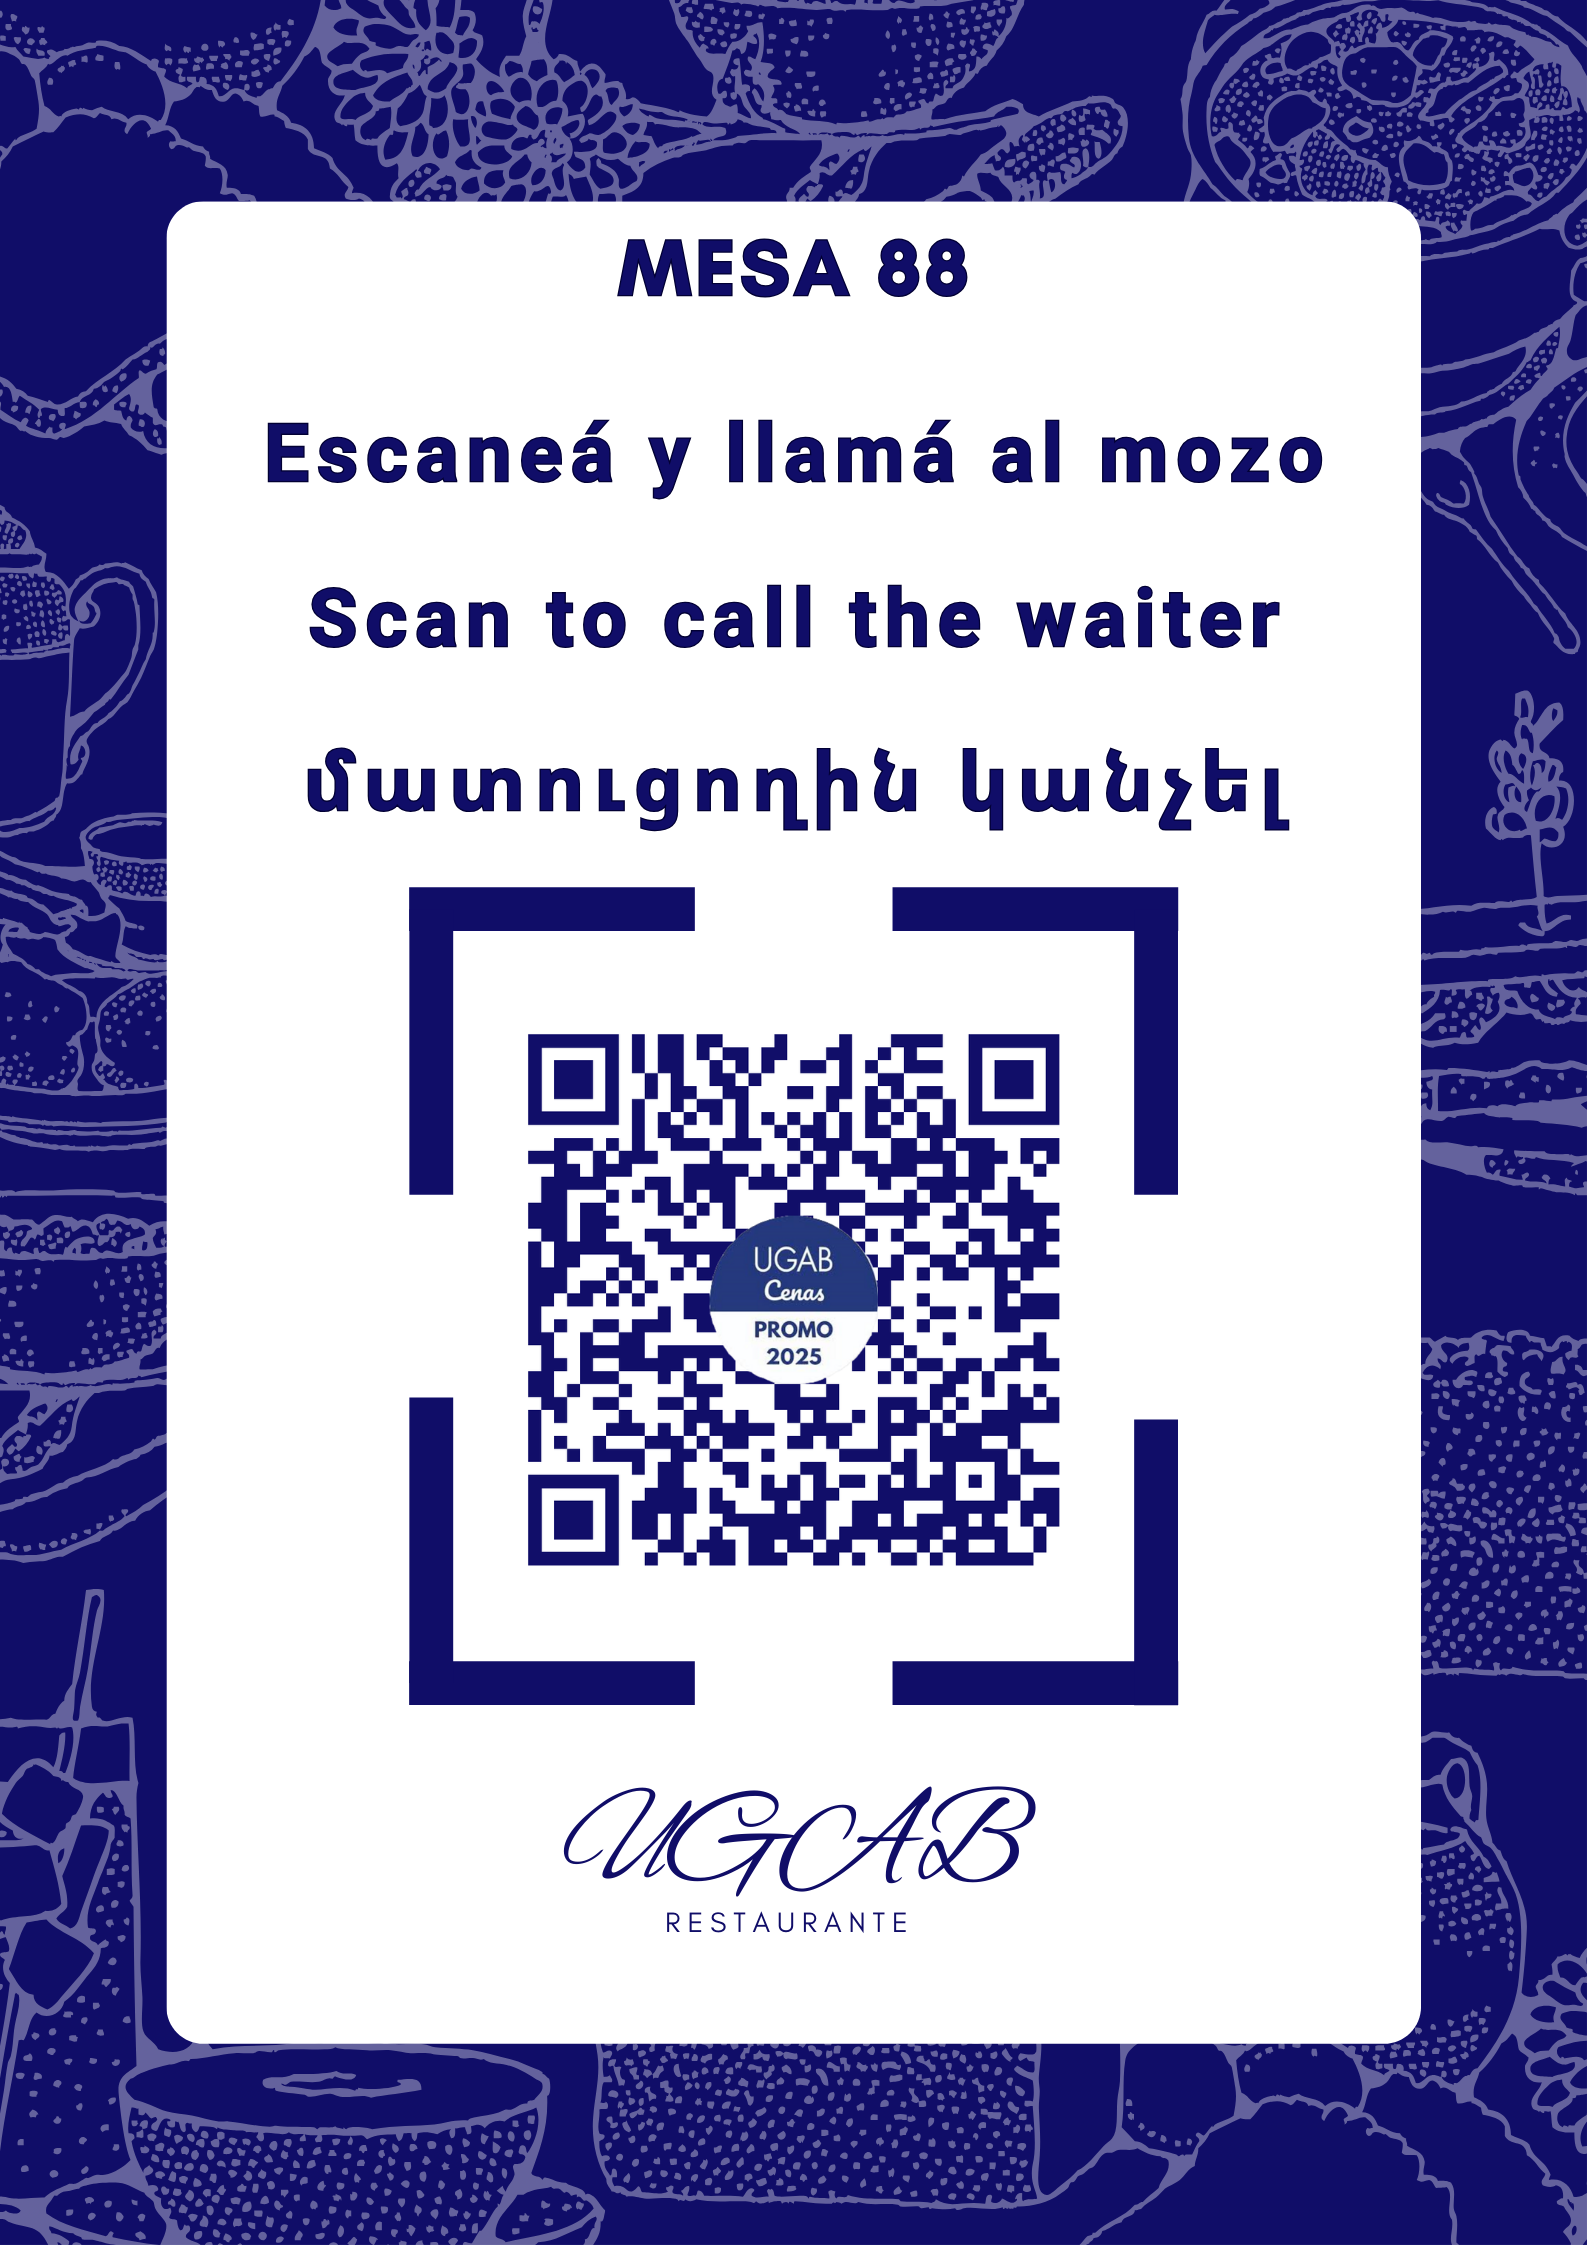 MESA 88
Escaneá y llamá al mozo
Scan to call the waiter
մատուցողին կանչել
UGAB
Cenas
PROMO
2025
UGAB
RESTAURANTE